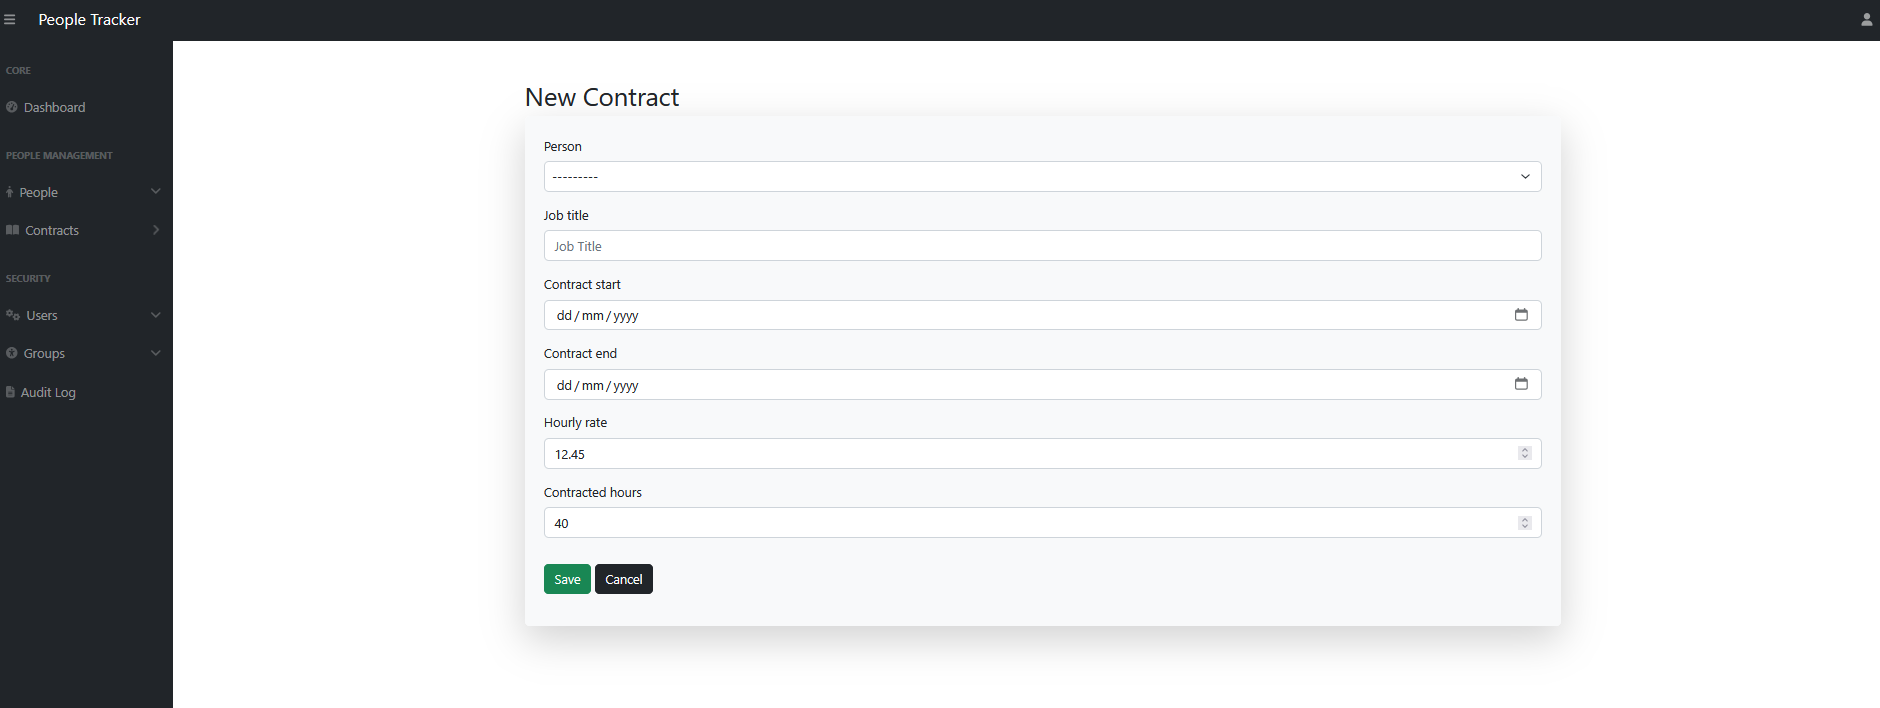 People Tracker
CORE
Dashboard
PEOPLE MANAGEMENT
People
Contracts
SECURITY
Users
Groups
Audit Log
New Contract
Person
---------
Job title
Job Title
Contract start
dd/mm/yyyy
Contract end
dd/mm/yyyy
Hourly rate
12.45
Contracted hours
40
Save Cancel